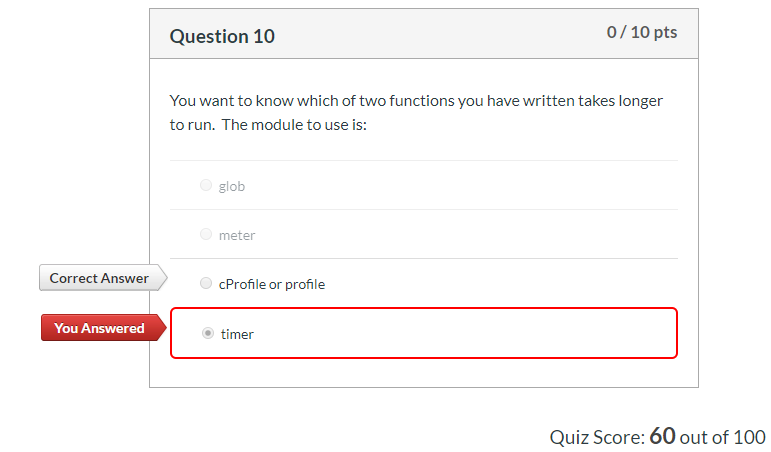 Question 10
0 / 10 pts
You want to know which of two functions you have written takes longer
to run.  The module to use is:
glob
meter
Correct Answer
cProfile or profile
You Answered
timer
Quiz Score: 60 out of 100